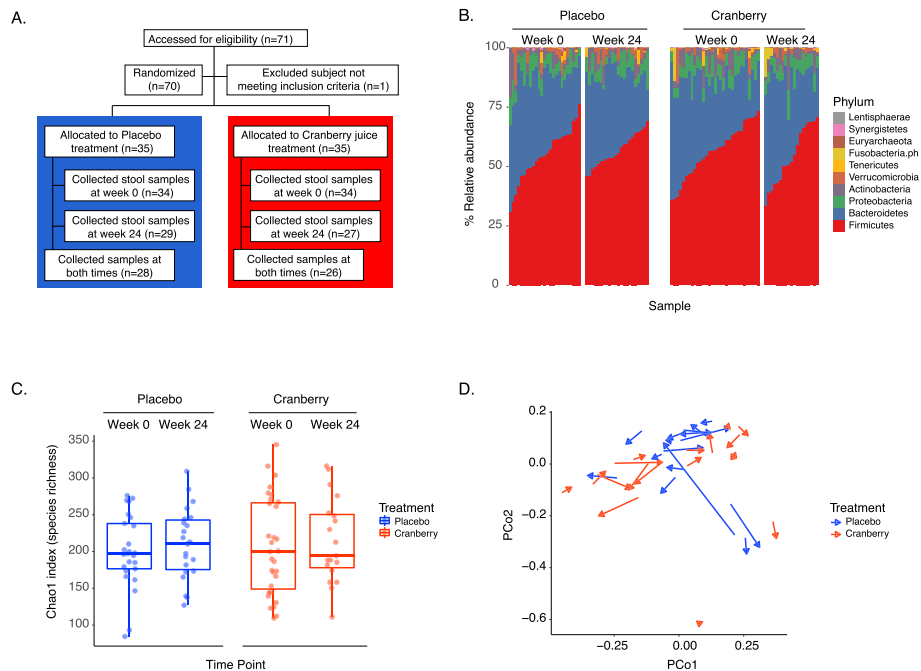 A.
Accessed for eligibility (n=71)
Randomized
(n=70)
Excluded subject not
meeting inclusion criteria (n=1)
Allocated to Placebo
treatment (n=35)
Collected stool samples
at week 0 (n=34)
Collected stool samples
at week 24 (n=29)
Collected samples at
both times (n=28)
Allocated to Cranberry juice
treatment (n=35)
Collected stool samples
at week 0 (n=34)
Collected stool samples
at week 24 (n=27)
Collected samples at
both times (n=26)
B.
Placebo
Cranberry
Week 0
Week 24
Week 0
Week 24
% Relative abundance
100
75
50
25
0
Sample
Phylum
Lentisphaerae
Synergistetes
Euryarchaeota
Fusobacteria.ph
Tenericutes
Verrucomicrobia
Actinobacteria
Proteobacteria
Bacteroidetes
Firmicutes
C.
Placebo
Cranberry
Week 0
Week 24
Week 0
Week 24
Chao1 index (species richness)
350
300
250
200
150
100
Time Point
Treatment
Placebo
Cranberry
D.
PCo2
0.2
0.0
−0.2
−0.4
−0.6
−0.25
0.00
0.25
PCo1
Treatment
Placebo
Cranberry